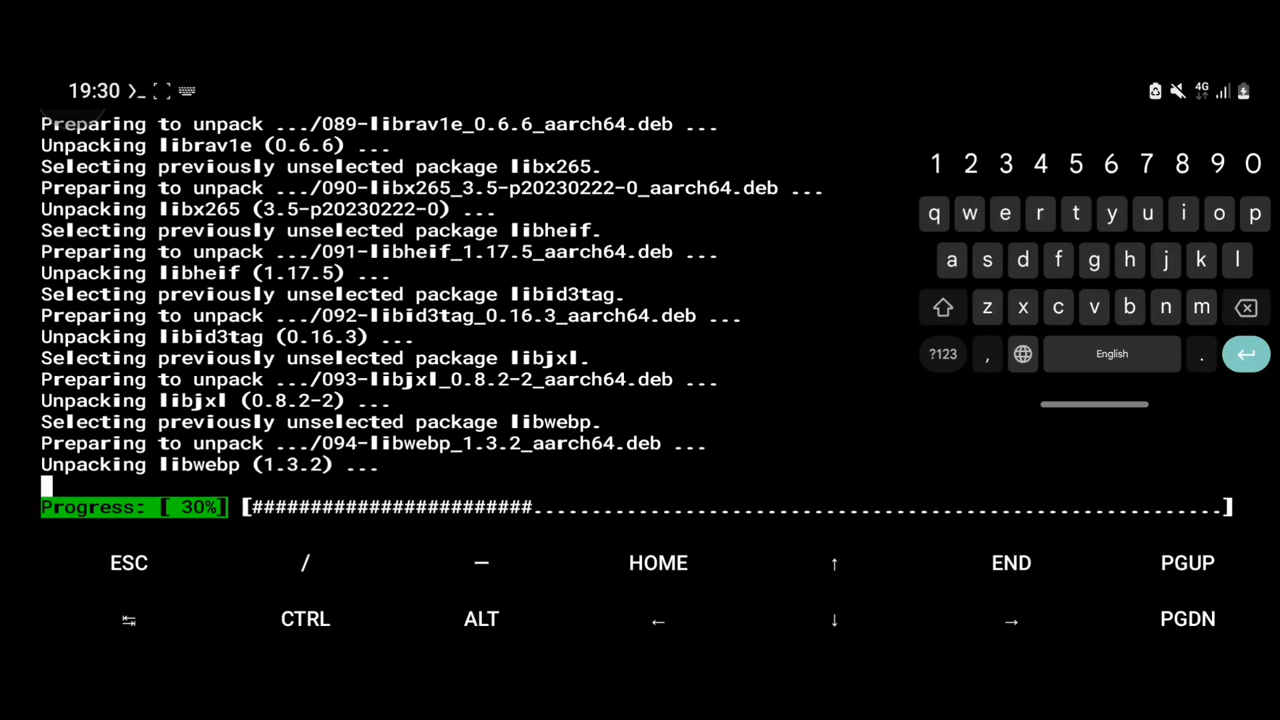 19:30
4G
Preparing to unpack .../089-librav1e_0.6.6_aarch64.deb ...
Unpacking librav1e (0.6.6) ...
Selecting previously unselected package libx265.
Preparing to unpack .../090-libx265_3.5-p20230222-0_aarch64.deb ...
Unpacking libx265 (3.5-p20230222-0) ...
Selecting previously unselected package libheif.
Preparing to unpack .../091-libheif_1.17.5_aarch64.deb ...
Unpacking libheif (1.17.5) ...
Selecting previously unselected package libid3tag.
Preparing to unpack .../092-libid3tag_0.16.3_aarch64.deb ...
Unpacking libid3tag (0.16.3) ...
Selecting previously unselected package libjxl.
Preparing to unpack .../093-libjxl_0.8.2-2_aarch64.deb ...
Unpacking libjxl (0.8.2-2) ...
Selecting previously unselected package libwebp.
Preparing to unpack .../094-libwebp_1.3.2_aarch64.deb ...
Unpacking libwebp (1.3.2) ...
Progress: [ 30%] [########################...........................................................]
1 2 3 4 5 6 7 8 9 0
q w e r t y u i o p
a s d f g h j k l
z x c v b n m
?123 , English .
ESC / — HOME ↑ END PGUP
↹ CTRL ALT ← ↓ → PGDN